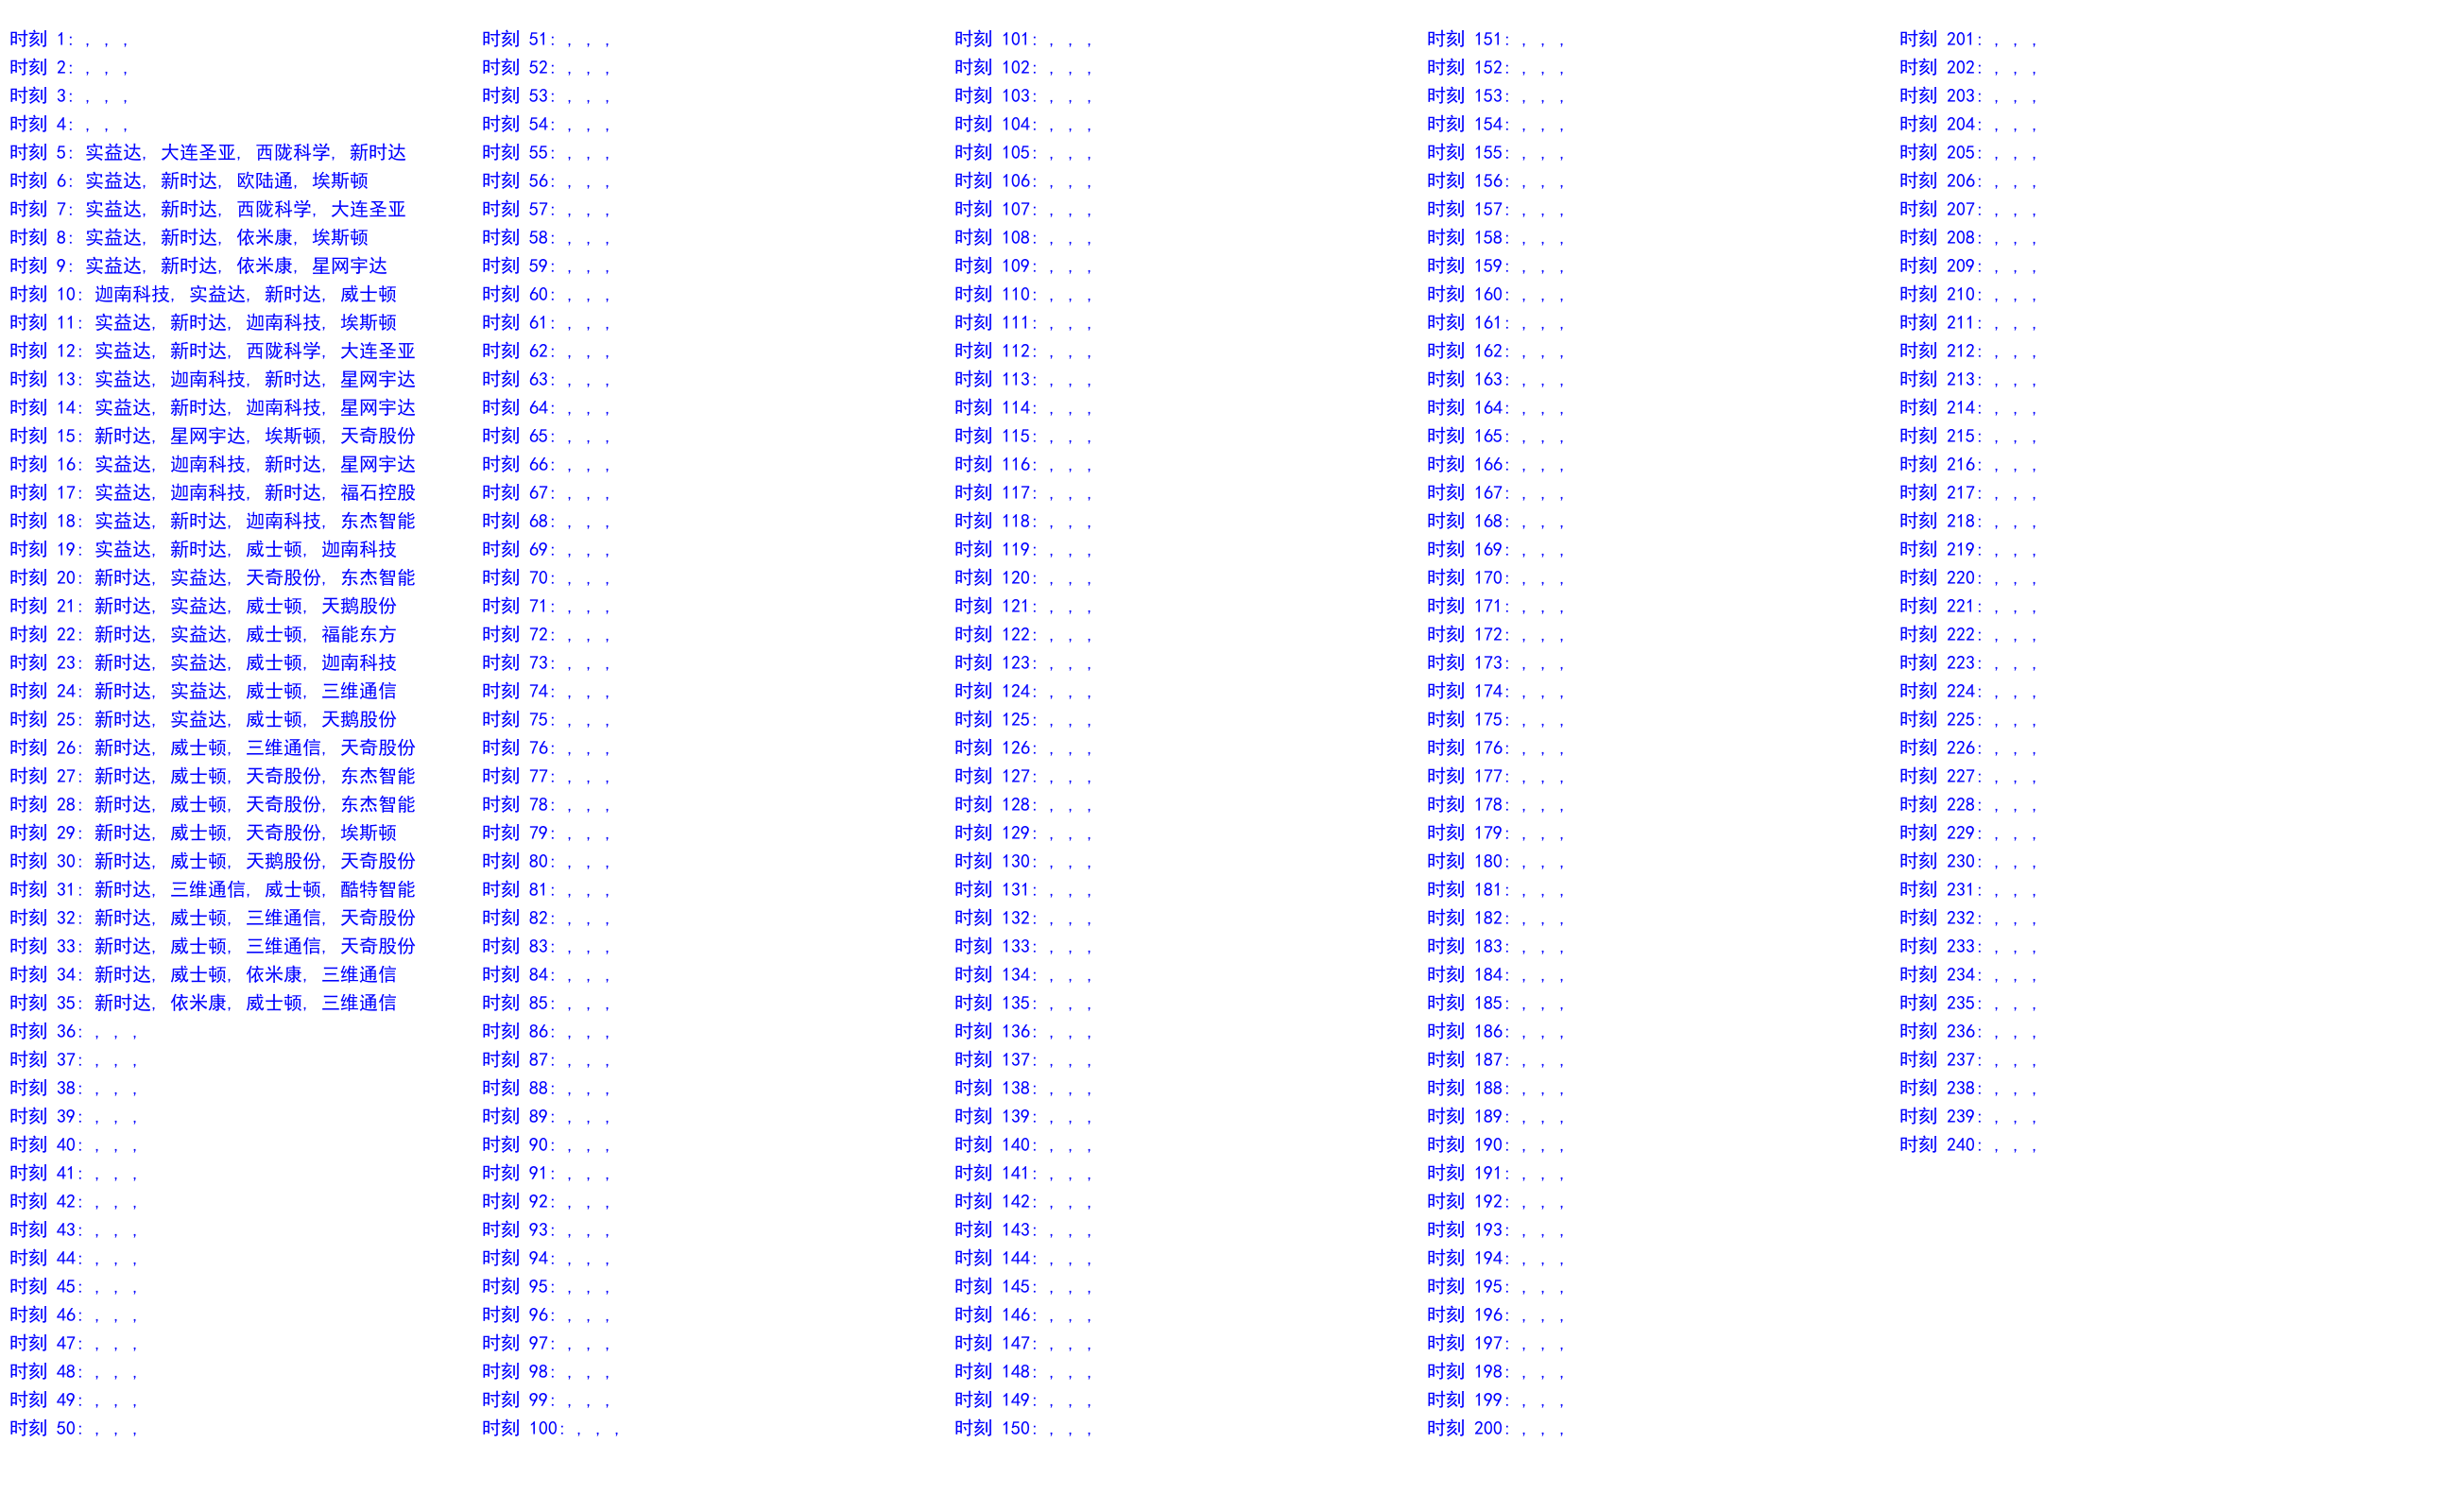 时刻 1: , , ,
时刻 2: , , ,
时刻 3: , , ,
时刻 4: , , ,
时刻 5: 实益达, 大连圣亚, 西陇科学, 新时达
时刻 6: 实益达, 新时达, 欧陆通, 埃斯顿
时刻 7: 实益达, 新时达, 西陇科学, 大连圣亚
时刻 8: 实益达, 新时达, 依米康, 埃斯顿
时刻 9: 实益达, 新时达, 依米康, 星网宇达
时刻 10: 迦南科技, 实益达, 新时达, 威士顿
时刻 11: 实益达, 新时达, 迦南科技, 埃斯顿
时刻 12: 实益达, 新时达, 西陇科学, 大连圣亚
时刻 13: 实益达, 迦南科技, 新时达, 星网宇达
时刻 14: 实益达, 新时达, 迦南科技, 星网宇达
时刻 15: 新时达, 星网宇达, 埃斯顿, 天奇股份
时刻 16: 实益达, 迦南科技, 新时达, 星网宇达
时刻 17: 实益达, 迦南科技, 新时达, 福石控股
时刻 18: 实益达, 新时达, 迦南科技, 东杰智能
时刻 19: 实益达, 新时达, 威士顿, 迦南科技
时刻 20: 新时达, 实益达, 天奇股份, 东杰智能
时刻 21: 新时达, 实益达, 威士顿, 天鹅股份
时刻 22: 新时达, 实益达, 威士顿, 福能东方
时刻 23: 新时达, 实益达, 威士顿, 迦南科技
时刻 24: 新时达, 实益达, 威士顿, 三维通信
时刻 25: 新时达, 实益达, 威士顿, 天鹅股份
时刻 26: 新时达, 威士顿, 三维通信, 天奇股份
时刻 27: 新时达, 威士顿, 天奇股份, 东杰智能
时刻 28: 新时达, 威士顿, 天奇股份, 东杰智能
时刻 29: 新时达, 威士顿, 天奇股份, 埃斯顿
时刻 30: 新时达, 威士顿, 天鹅股份, 天奇股份
时刻 31: 新时达, 三维通信, 威士顿, 酷特智能
时刻 32: 新时达, 威士顿, 三维通信, 天奇股份
时刻 33: 新时达, 威士顿, 三维通信, 天奇股份
时刻 34: 新时达, 威士顿, 依米康, 三维通信
时刻 35: 新时达, 依米康, 威士顿, 三维通信
时刻 36: , , ,
时刻 37: , , ,
时刻 38: , , ,
时刻 39: , , ,
时刻 40: , , ,
时刻 41: , , ,
时刻 42: , , ,
时刻 43: , , ,
时刻 44: , , ,
时刻 45: , , ,
时刻 46: , , ,
时刻 47: , , ,
时刻 48: , , ,
时刻 49: , , ,
时刻 50: , , ,
时刻 51: , , ,
时刻 52: , , ,
时刻 53: , , ,
时刻 54: , , ,
时刻 55: , , ,
时刻 56: , , ,
时刻 57: , , ,
时刻 58: , , ,
时刻 59: , , ,
时刻 60: , , ,
时刻 61: , , ,
时刻 62: , , ,
时刻 63: , , ,
时刻 64: , , ,
时刻 65: , , ,
时刻 66: , , ,
时刻 67: , , ,
时刻 68: , , ,
时刻 69: , , ,
时刻 70: , , ,
时刻 71: , , ,
时刻 72: , , ,
时刻 73: , , ,
时刻 74: , , ,
时刻 75: , , ,
时刻 76: , , ,
时刻 77: , , ,
时刻 78: , , ,
时刻 79: , , ,
时刻 80: , , ,
时刻 81: , , ,
时刻 82: , , ,
时刻 83: , , ,
时刻 84: , , ,
时刻 85: , , ,
时刻 86: , , ,
时刻 87: , , ,
时刻 88: , , ,
时刻 89: , , ,
时刻 90: , , ,
时刻 91: , , ,
时刻 92: , , ,
时刻 93: , , ,
时刻 94: , , ,
时刻 95: , , ,
时刻 96: , , ,
时刻 97: , , ,
时刻 98: , , ,
时刻 99: , , ,
时刻 100: , , ,
时刻 101: , , ,
时刻 102: , , ,
时刻 103: , , ,
时刻 104: , , ,
时刻 105: , , ,
时刻 106: , , ,
时刻 107: , , ,
时刻 108: , , ,
时刻 109: , , ,
时刻 110: , , ,
时刻 111: , , ,
时刻 112: , , ,
时刻 113: , , ,
时刻 114: , , ,
时刻 115: , , ,
时刻 116: , , ,
时刻 117: , , ,
时刻 118: , , ,
时刻 119: , , ,
时刻 120: , , ,
时刻 121: , , ,
时刻 122: , , ,
时刻 123: , , ,
时刻 124: , , ,
时刻 125: , , ,
时刻 126: , , ,
时刻 127: , , ,
时刻 128: , , ,
时刻 129: , , ,
时刻 130: , , ,
时刻 131: , , ,
时刻 132: , , ,
时刻 133: , , ,
时刻 134: , , ,
时刻 135: , , ,
时刻 136: , , ,
时刻 137: , , ,
时刻 138: , , ,
时刻 139: , , ,
时刻 140: , , ,
时刻 141: , , ,
时刻 142: , , ,
时刻 143: , , ,
时刻 144: , , ,
时刻 145: , , ,
时刻 146: , , ,
时刻 147: , , ,
时刻 148: , , ,
时刻 149: , , ,
时刻 150: , , ,
时刻 151: , , ,
时刻 152: , , ,
时刻 153: , , ,
时刻 154: , , ,
时刻 155: , , ,
时刻 156: , , ,
时刻 157: , , ,
时刻 158: , , ,
时刻 159: , , ,
时刻 160: , , ,
时刻 161: , , ,
时刻 162: , , ,
时刻 163: , , ,
时刻 164: , , ,
时刻 165: , , ,
时刻 166: , , ,
时刻 167: , , ,
时刻 168: , , ,
时刻 169: , , ,
时刻 170: , , ,
时刻 171: , , ,
时刻 172: , , ,
时刻 173: , , ,
时刻 174: , , ,
时刻 175: , , ,
时刻 176: , , ,
时刻 177: , , ,
时刻 178: , , ,
时刻 179: , , ,
时刻 180: , , ,
时刻 181: , , ,
时刻 182: , , ,
时刻 183: , , ,
时刻 184: , , ,
时刻 185: , , ,
时刻 186: , , ,
时刻 187: , , ,
时刻 188: , , ,
时刻 189: , , ,
时刻 190: , , ,
时刻 191: , , ,
时刻 192: , , ,
时刻 193: , , ,
时刻 194: , , ,
时刻 195: , , ,
时刻 196: , , ,
时刻 197: , , ,
时刻 198: , , ,
时刻 199: , , ,
时刻 200: , , ,
时刻 201: , , ,
时刻 202: , , ,
时刻 203: , , ,
时刻 204: , , ,
时刻 205: , , ,
时刻 206: , , ,
时刻 207: , , ,
时刻 208: , , ,
时刻 209: , , ,
时刻 210: , , ,
时刻 211: , , ,
时刻 212: , , ,
时刻 213: , , ,
时刻 214: , , ,
时刻 215: , , ,
时刻 216: , , ,
时刻 217: , , ,
时刻 218: , , ,
时刻 219: , , ,
时刻 220: , , ,
时刻 221: , , ,
时刻 222: , , ,
时刻 223: , , ,
时刻 224: , , ,
时刻 225: , , ,
时刻 226: , , ,
时刻 227: , , ,
时刻 228: , , ,
时刻 229: , , ,
时刻 230: , , ,
时刻 231: , , ,
时刻 232: , , ,
时刻 233: , , ,
时刻 234: , , ,
时刻 235: , , ,
时刻 236: , , ,
时刻 237: , , ,
时刻 238: , , ,
时刻 239: , , ,
时刻 240: , , ,